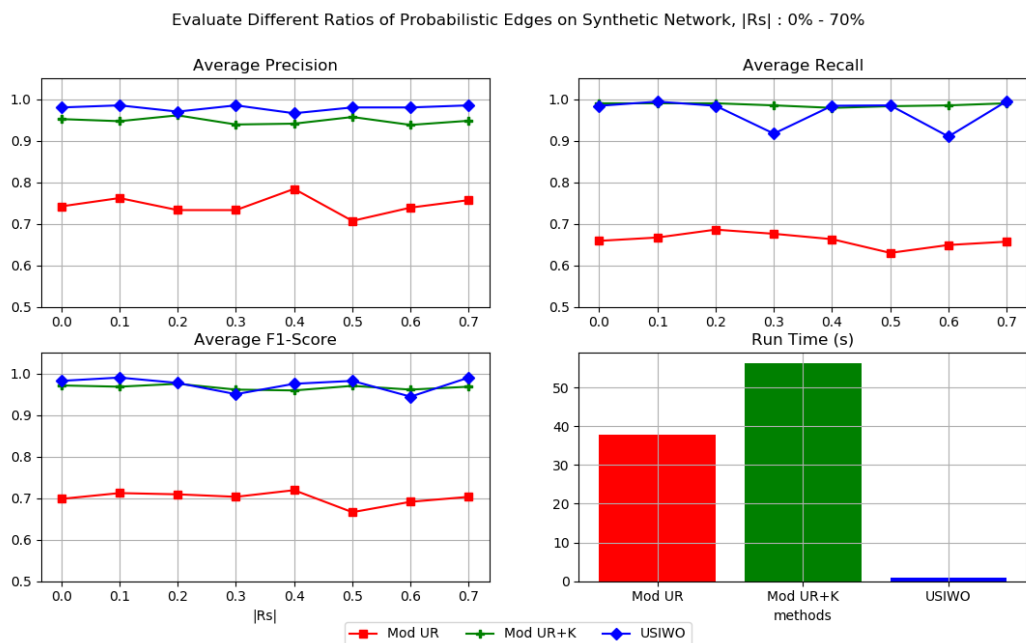 Evaluate Different Ratios of Probabilistic Edges on Synthetic Network, |Rs| : 0% - 70%
Average Precision
1.0
0.9
0.8
0.7
0.6
0.5
0.0 0.1 0.2 0.3 0.4 0.5 0.6 0.7
Average Recall
1.0
0.9
0.8
0.7
0.6
0.5
0.0 0.1 0.2 0.3 0.4 0.5 0.6 0.7
Average F1-Score
1.0
0.9
0.8
0.7
0.6
0.5
0.0 0.1 0.2 0.3 0.4 0.5 0.6 0.7
|Rs|
Run Time (s)
50
40
30
20
10
0
Mod UR Mod UR+K USIWO
methods
Mod UR Mod UR+K USIWO